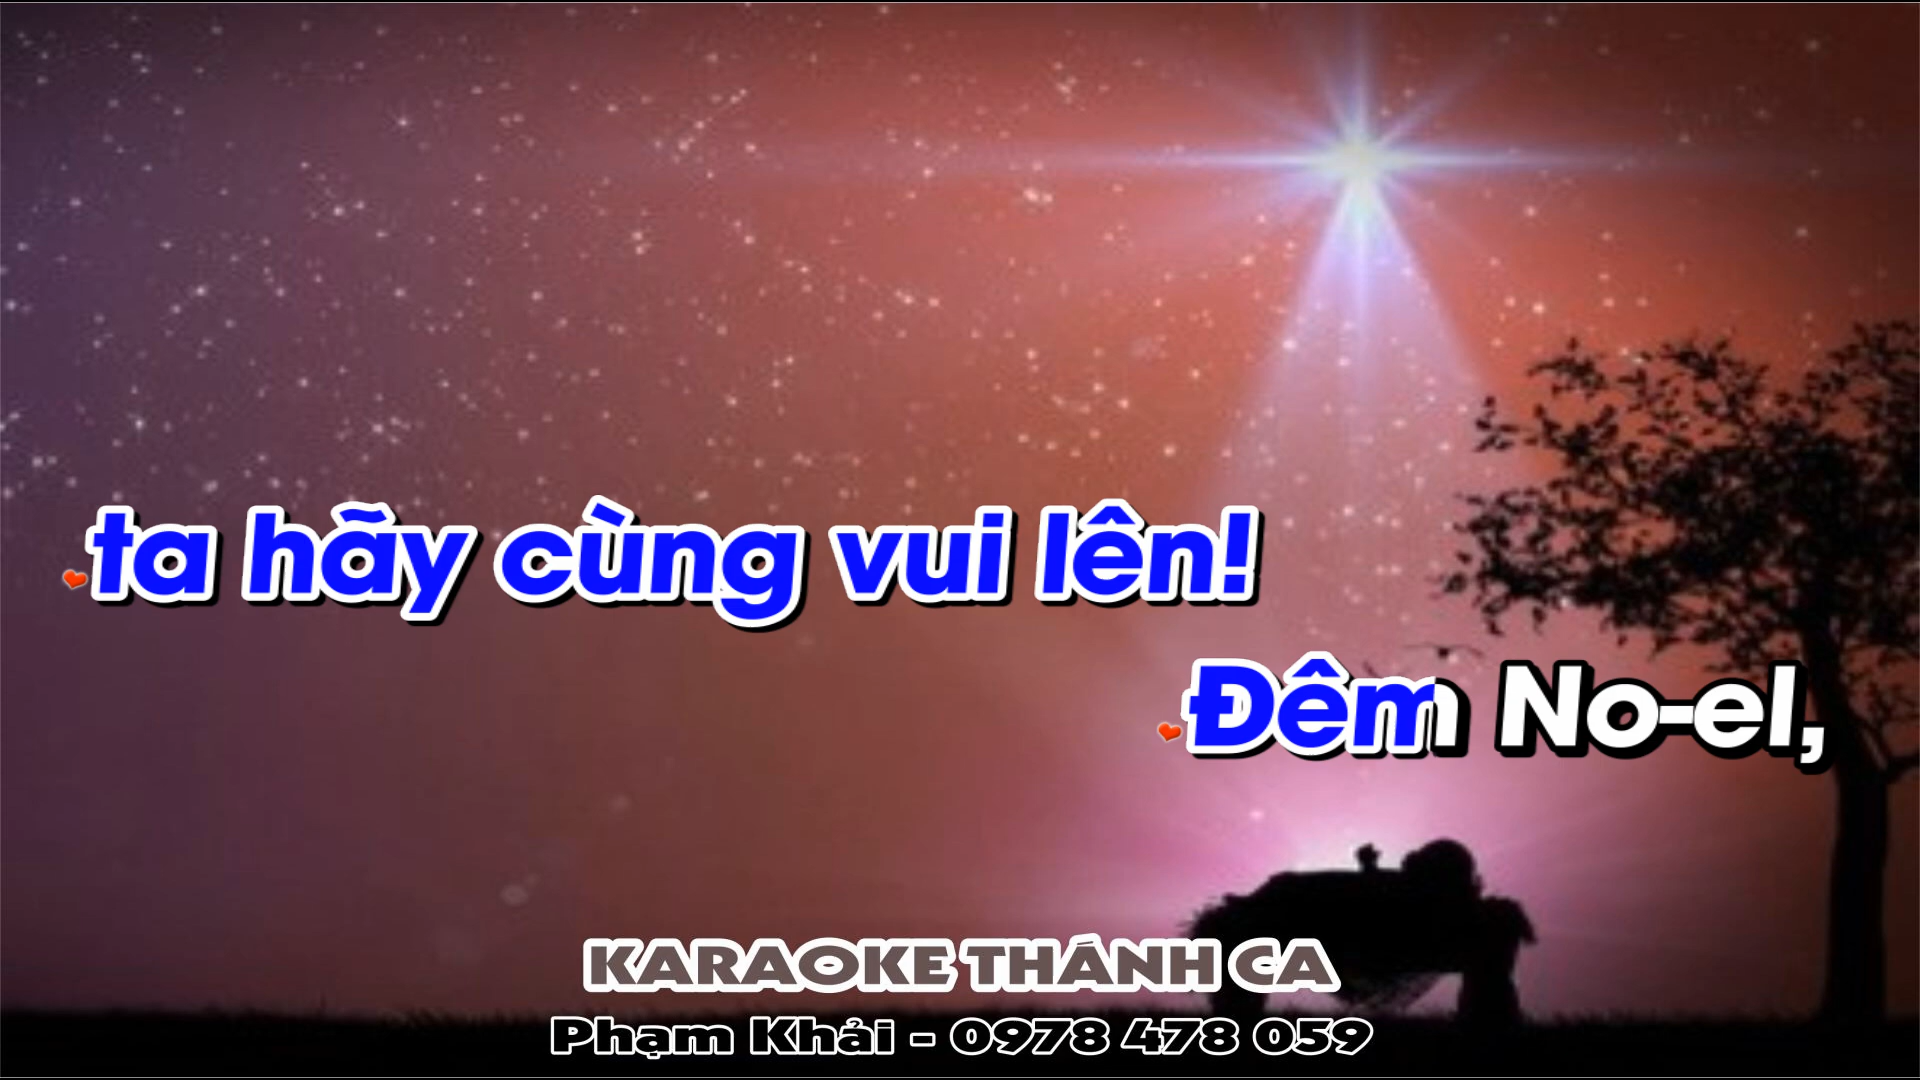 ta hãy cùng vui lên!
Đêm No-el,
KARAOKE THÁNH CA
Phạm Khải - 0978 478 059